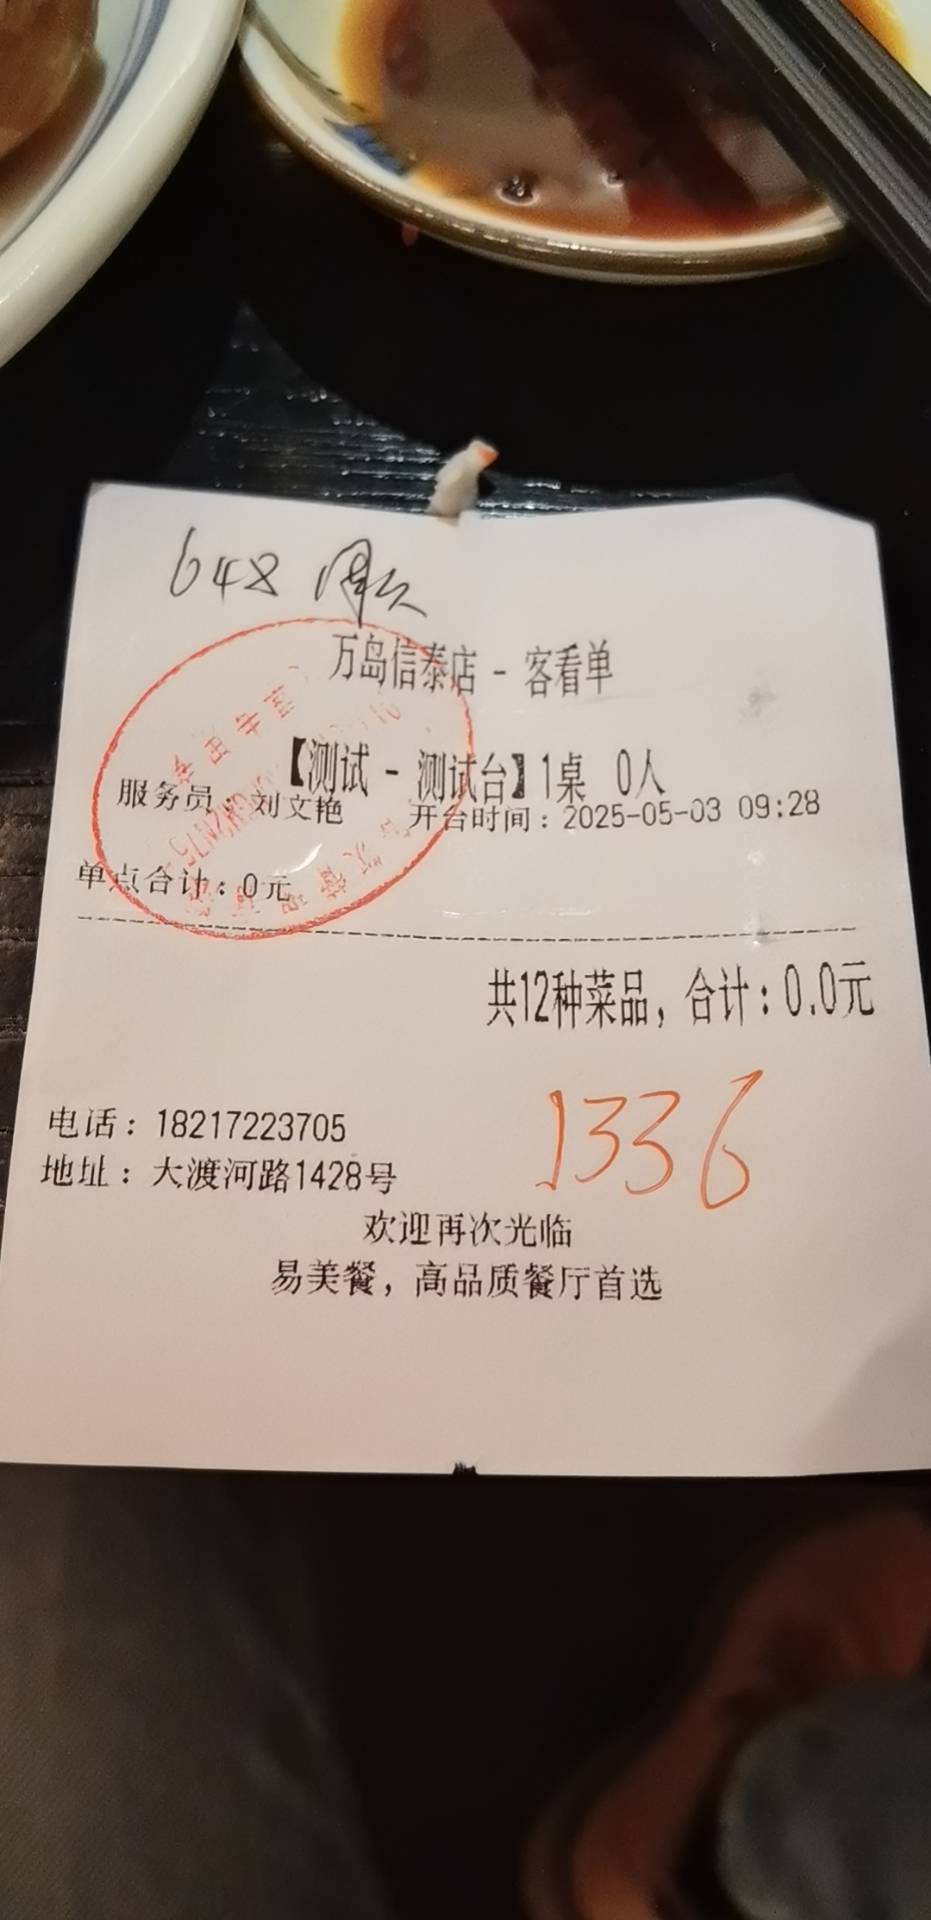 648
万岛信泰店 - 客看单
【测试 - 测试台】1桌 0人
服务员：刘文艳 开台时间：2025-05-03 09:28
单点合计：0元
共12种菜品，合计：0.0元
1336
电话：18217223705
地址：大渡河路1428号
欢迎再次光临
易美餐，高品质餐厅首选